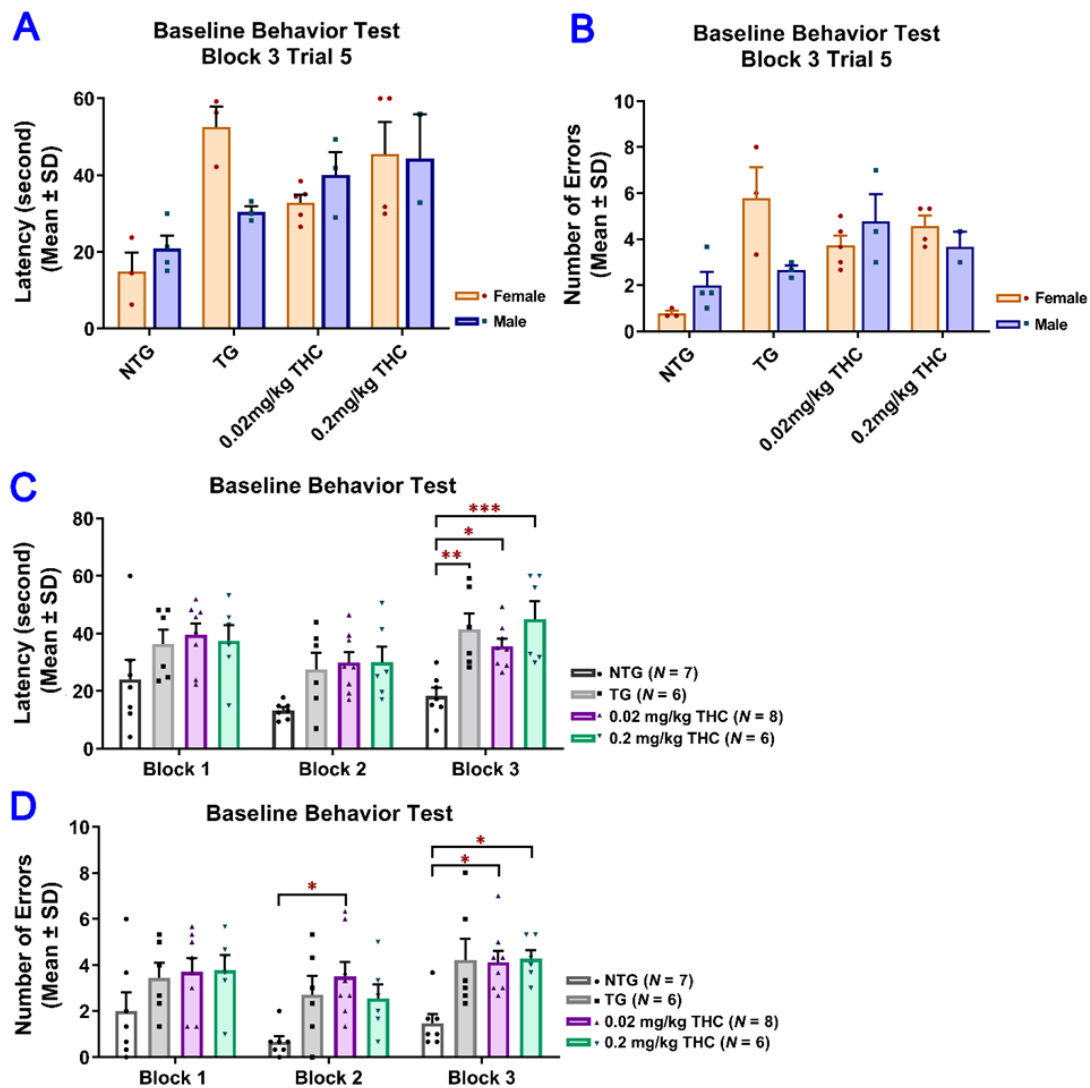 A
Baseline Behavior Test
Block 3 Trial 5
Latency (second)
(Mean ± SD)
60
40
20
0
NTG
TG
0.02mg/kg THC
0.2mg/kg THC
Female
Male
B
Baseline Behavior Test
Block 3 Trial 5
Number of Errors
(Mean ± SD)
10
8
6
4
2
0
NTG
TG
0.02mg/kg THC
0.2mg/kg THC
Female
Male
C
Baseline Behavior Test
Latency (second)
(Mean ± SD)
80
60
40
20
0
***
*
**
Block 1
Block 2
Block 3
NTG (N = 7)
TG (N = 6)
0.02 mg/kg THC (N = 8)
0.2 mg/kg THC (N = 6)
D
Baseline Behavior Test
Number of Errors
(Mean ± SD)
10
8
6
4
2
0
*
*
*
Block 1
Block 2
Block 3
NTG (N = 7)
TG (N = 6)
0.02 mg/kg THC (N = 8)
0.2 mg/kg THC (N = 6)